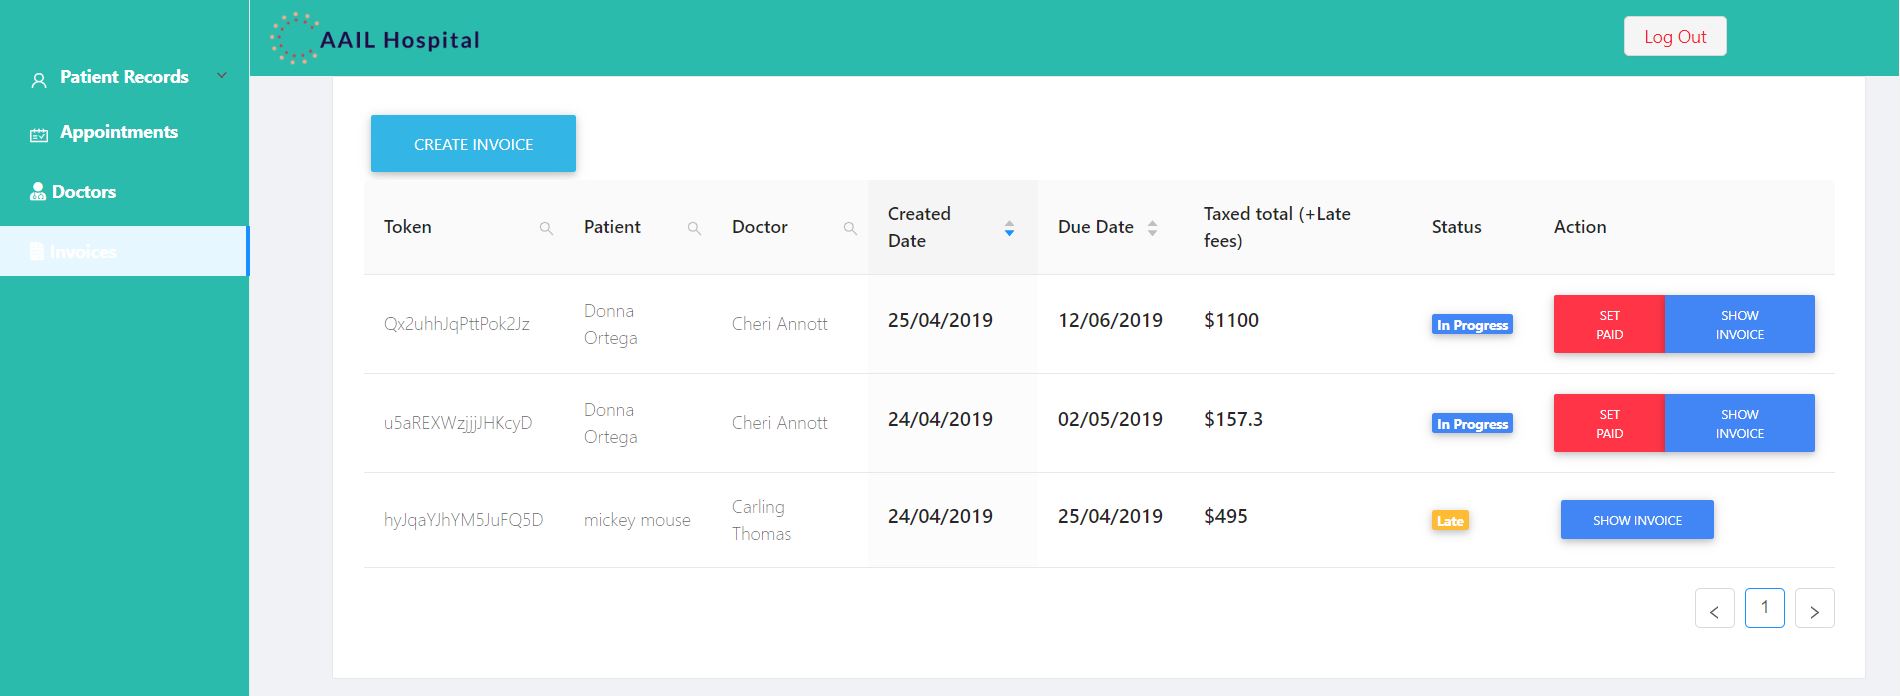 AAIL Hospital
Log Out
Patient Records
Appointments
Doctors
Invoices
CREATE INVOICE
Token Patient Doctor Created Date Due Date Taxed total (+Late fees) Status Action
Qx2uhhJqPttPok2Jz Donna Ortega Cheri Annott 25/04/2019 12/06/2019 $1100 In Progress SET PAID SHOW INVOICE
u5aREXWzjjjJHKcyD Donna Ortega Cheri Annott 24/04/2019 02/05/2019 $157.3 In Progress SET PAID SHOW INVOICE
hyJqaYJhYM5JuFQ5D mickey mouse Carling Thomas 24/04/2019 25/04/2019 $495 Late SHOW INVOICE
< 1 >